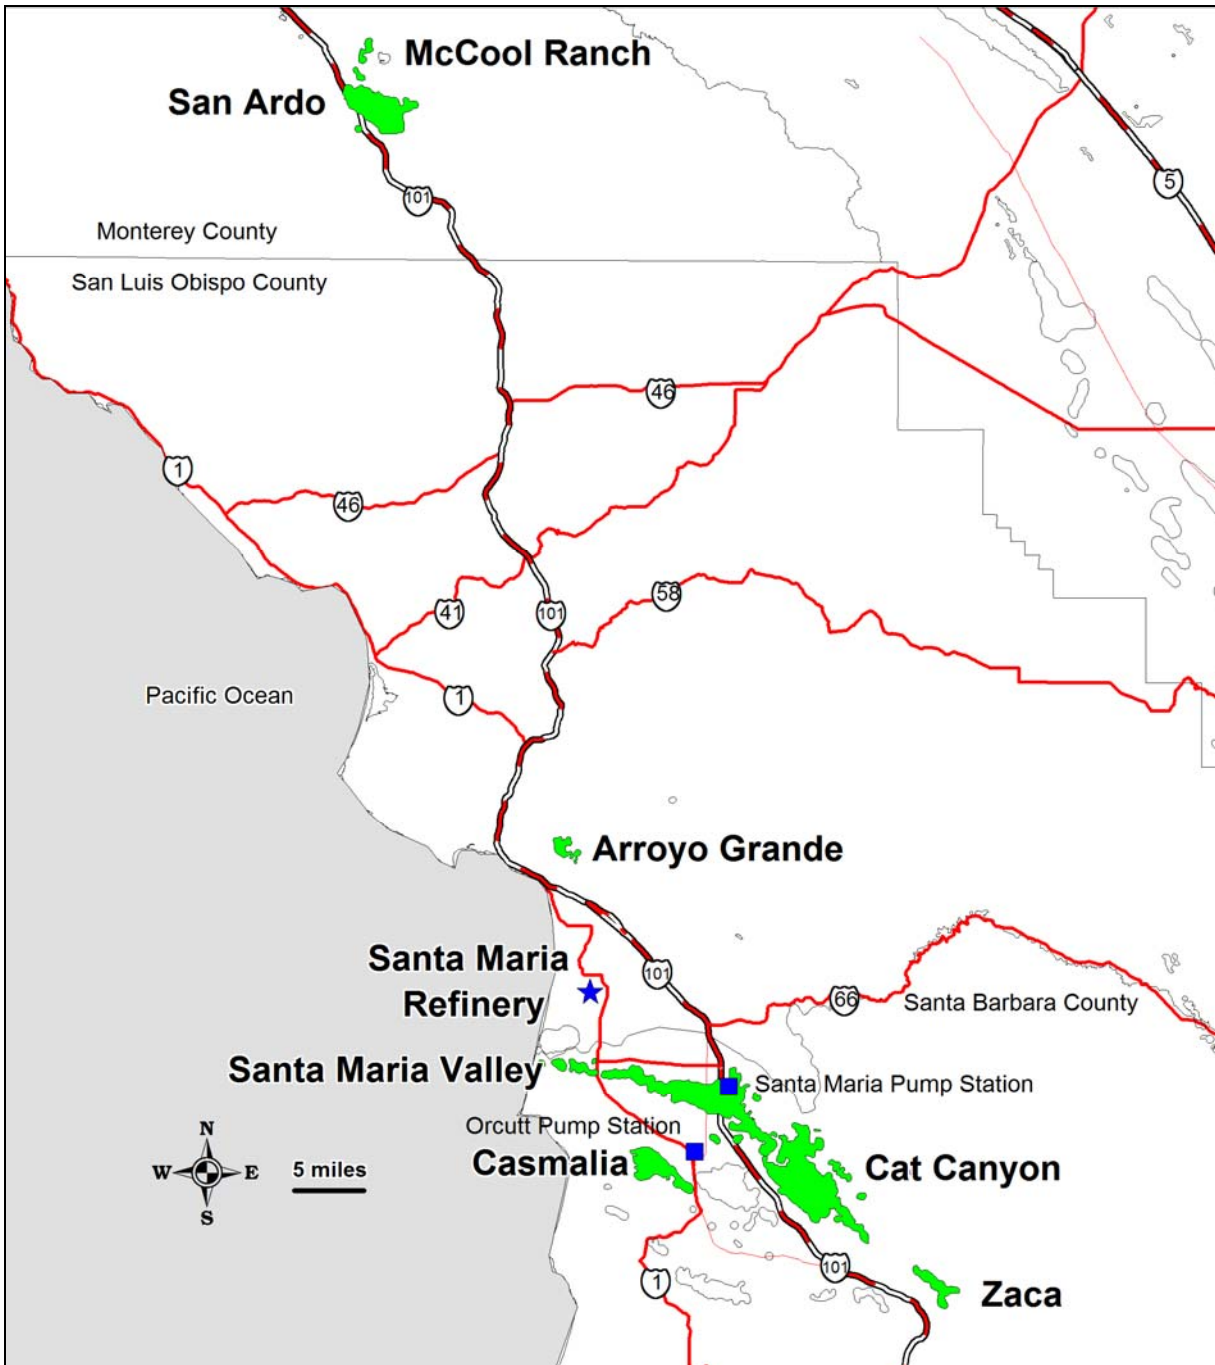 McCool Ranch
San Ardo
5
101
Monterey County
San Luis Obispo County
46
1
46
58
41
101
Pacific Ocean
1
Arroyo Grande
Santa Maria
Refinery
101
66
Santa Barbara County
Santa Maria Valley
Santa Maria Pump Station
Orcutt Pump Station
Casmalia
Cat Canyon
N
W
E
S
5 miles
101
1
Zaca